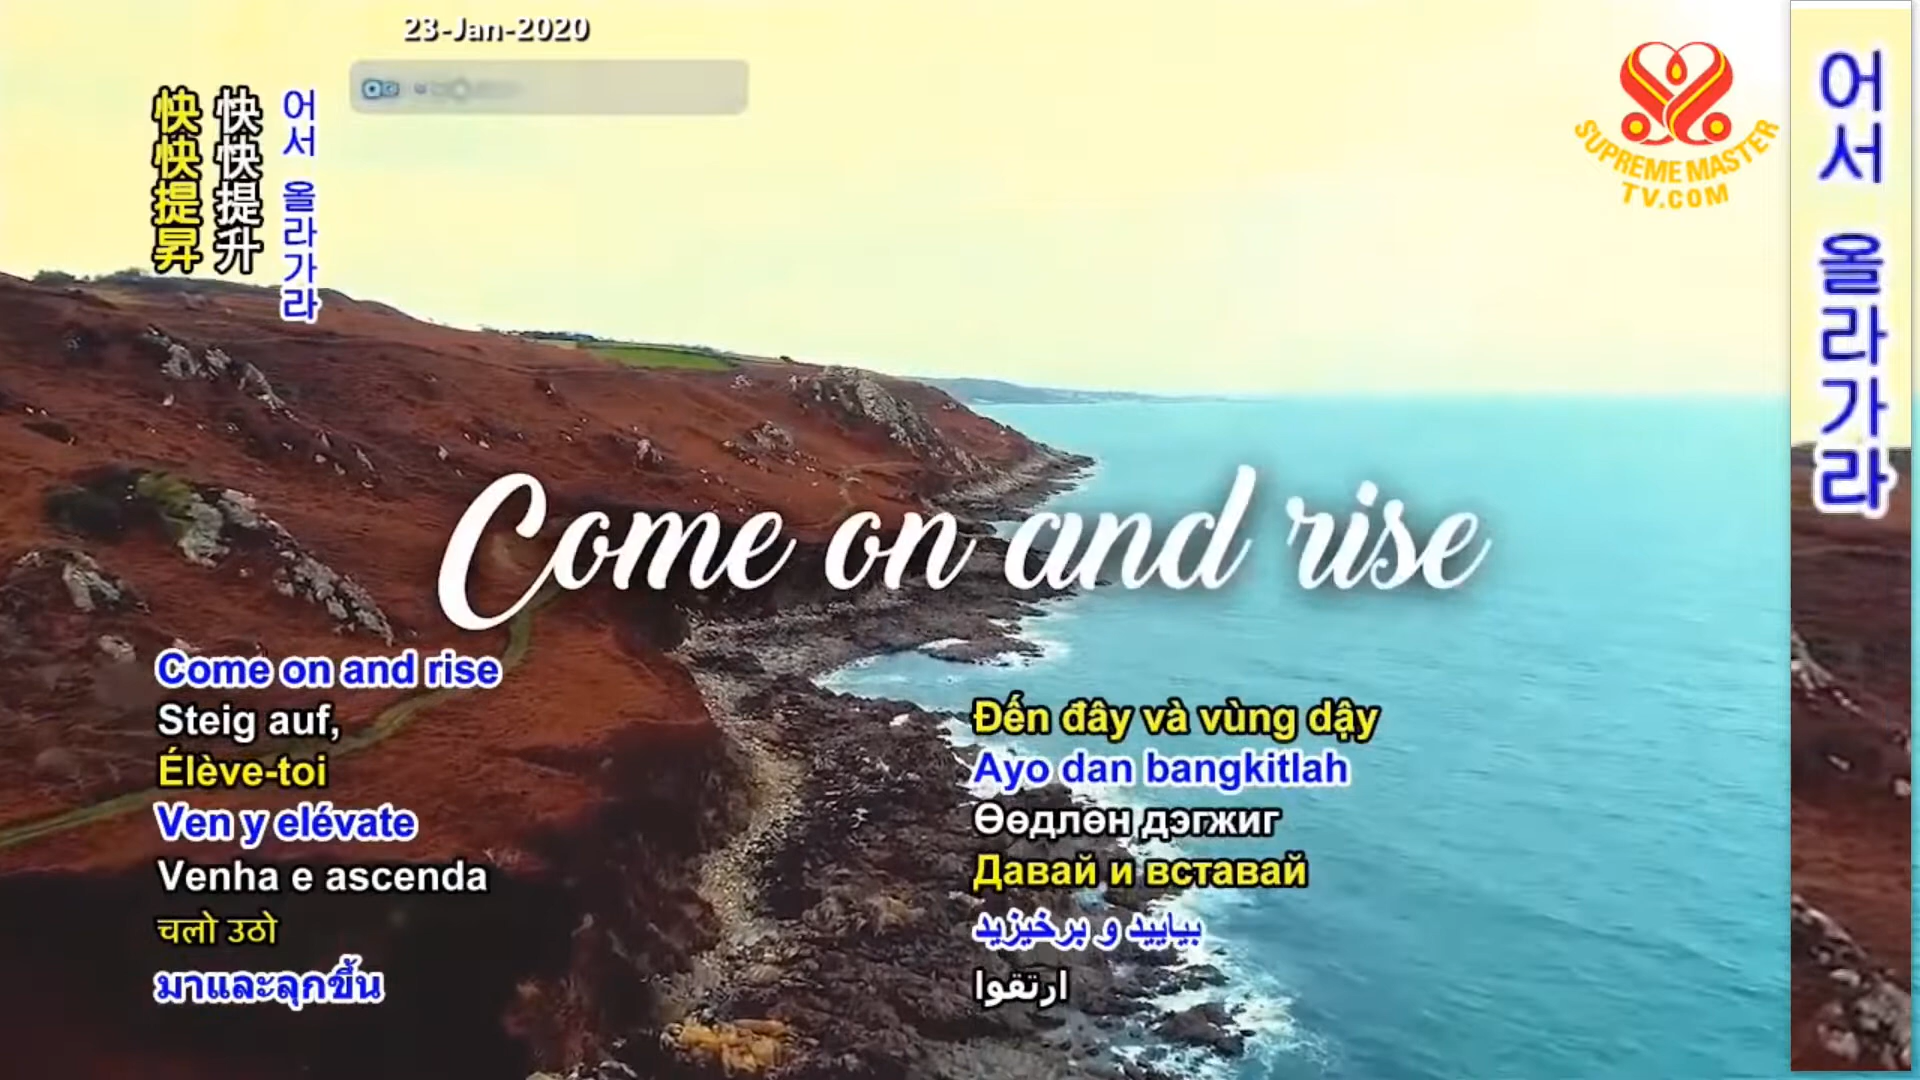 23-Jan-2020
快快提昇
快快提升
어서 올라가라
SUPREME MASTER
TV.COM
어서 올라가라
Come on and rise
Come on and rise
Steig auf,
Élève-toi
Ven y elévate
Venha e ascenda
चलो उठो
มาและลุกขึ้น
Đến đây và vùng dậy
Ayo dan bangkitlah
Өөдлөн дэгжиг
Давай и вставай
بیایید و برخیزید
ارتقوا